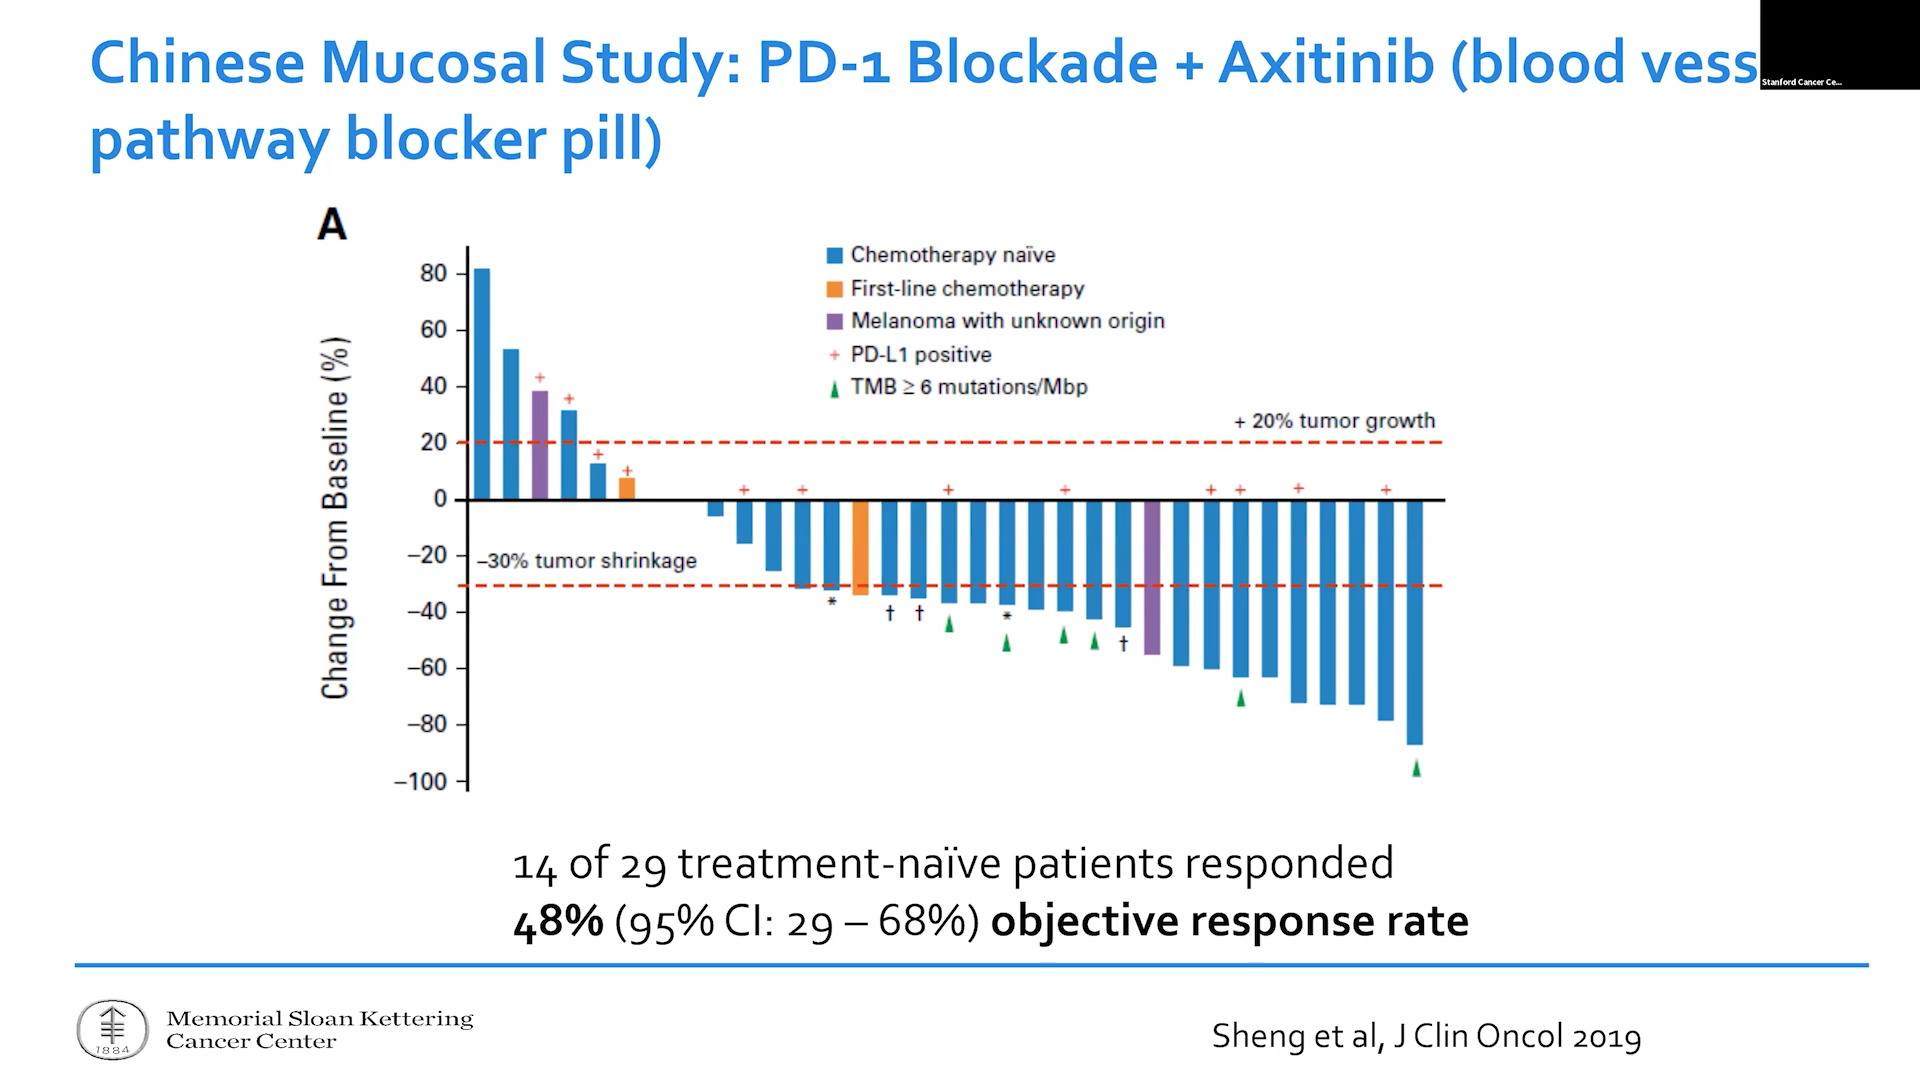 Chinese Mucosal Study: PD-1 Blockade + Axitinib (blood vess
pathway blocker pill)
Stanford Cancer Ce...
A
Chemotherapy naïve
First-line chemotherapy
Melanoma with unknown origin
+ PD-L1 positive
TMB ≥ 6 mutations/Mbp
Change From Baseline (%)
80
60
40
20
0
–20
–40
–60
–80
–100
+ 20% tumor growth
–30% tumor shrinkage
14 of 29 treatment-naïve patients responded
48% (95% CI: 29 – 68%) objective response rate
1884
Memorial Sloan Kettering
Cancer Center
Sheng et al, J Clin Oncol 2019